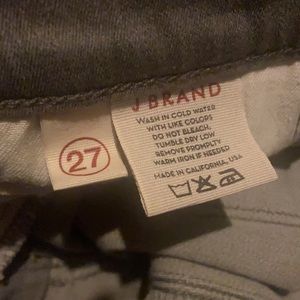 J BRAND
WASH IN COLD WATER
WITH LIKE COLORS
DO NOT BLEACH.
TUMBLE DRY LOW
REMOVE PROMPLTY
WARM IRON IF NEEDED
MADE IN CALIFORNIA, USA
27